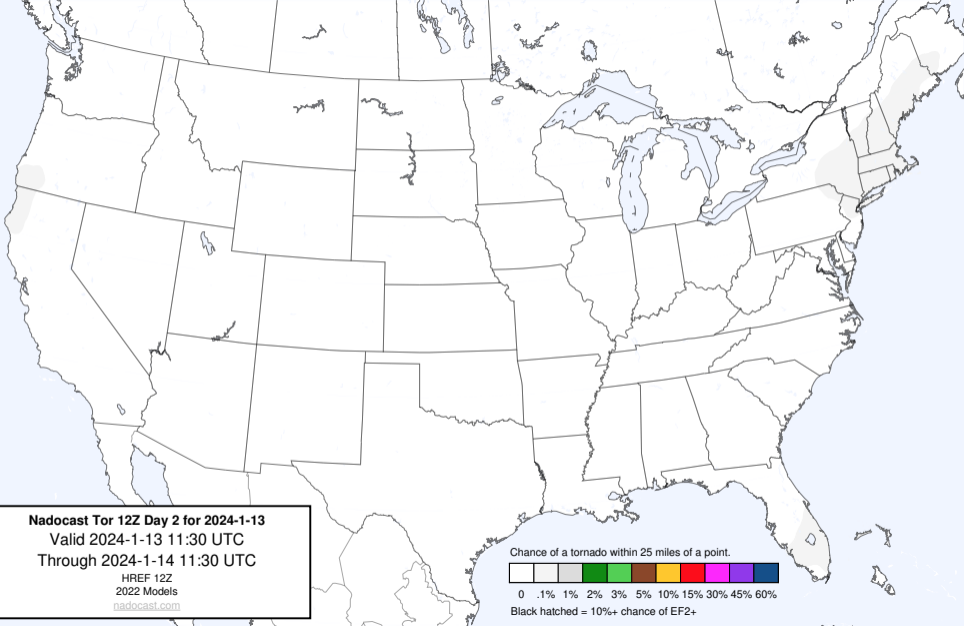 Nadocast Tor 12Z Day 2 for 2024-1-13
Valid 2024-1-13 11:30 UTC
Through 2024-1-14 11:30 UTC
HREF 12Z
2022 Models
nadocast.com
Chance of a tornado within 25 miles of a point.
0 .1% 1% 2% 3% 5% 10% 15% 30% 45% 60%
Black hatched = 10%+ chance of EF2+